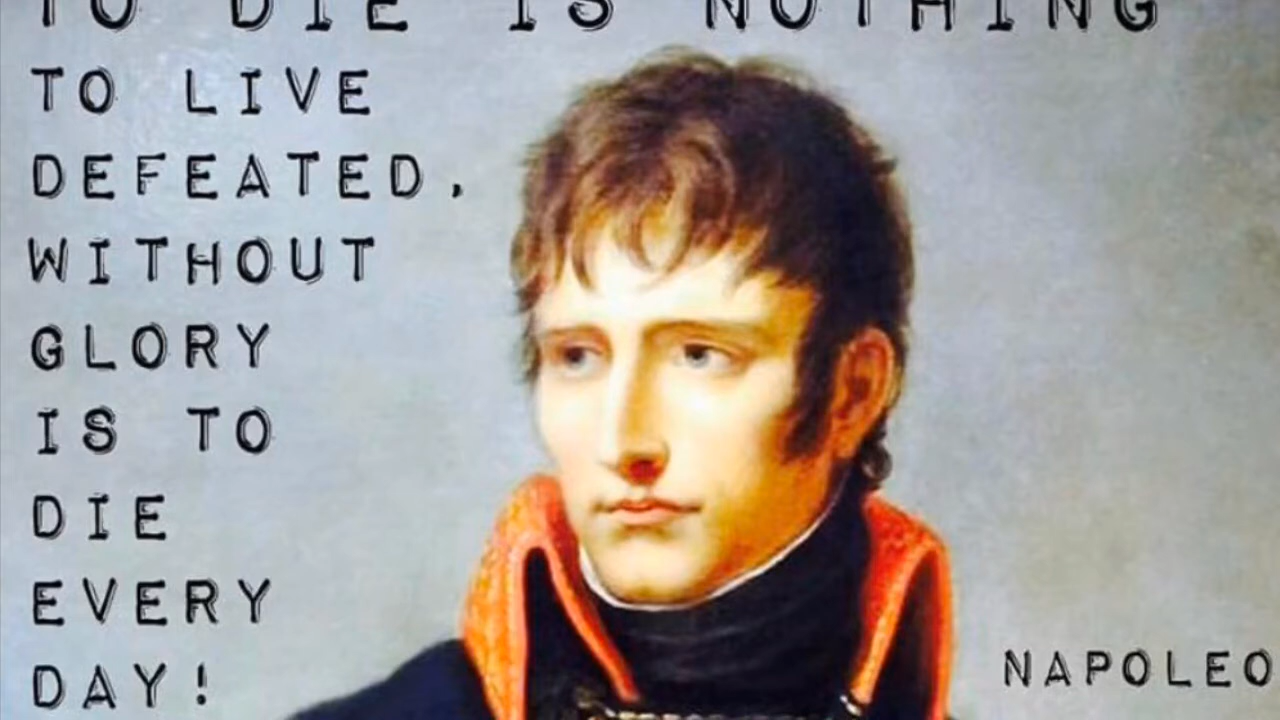 TO DIE IS NOTHING
TO LIVE
DEFEATED.
WITHOUT
GLORY
IS TO
DIE
EVERY
DAY!
NAPOLEO